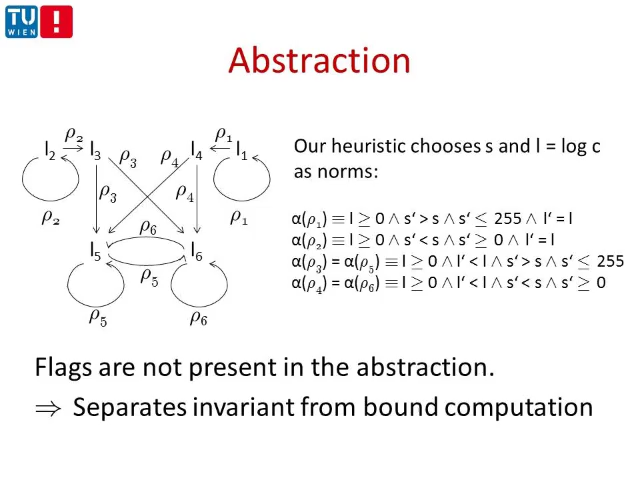 TU
WIEN
!
Abstraction
ρ₂ ρ₁
l₂ l₃ ρ₃ ρ₄ l₄ l₁
ρ₃ ρ₄
ρ₂ ρ₆ ρ₁
l₅ l₆
ρ₅
ρ₅ ρ₆
Our heuristic chooses s and l = log c
as norms:
α(ρ₁) ≡ l ≥ 0 ∧ s‘ > s ∧ s‘ ≤ 255 ∧ l‘ = l
α(ρ₂) ≡ l ≥ 0 ∧ s‘ < s ∧ s‘ ≥ 0 ∧ l‘ = l
α(ρ₃) = α(ρ₅) ≡ l ≥ 0 ∧ l‘ < l ∧ s‘ > s ∧ s‘ ≤ 255
α(ρ₄) = α(ρ₆) ≡ l ≥ 0 ∧ l‘ < l ∧ s‘ < s ∧ s‘ ≥ 0
Flags are not present in the abstraction.
⇒ Separates invariant from bound computation